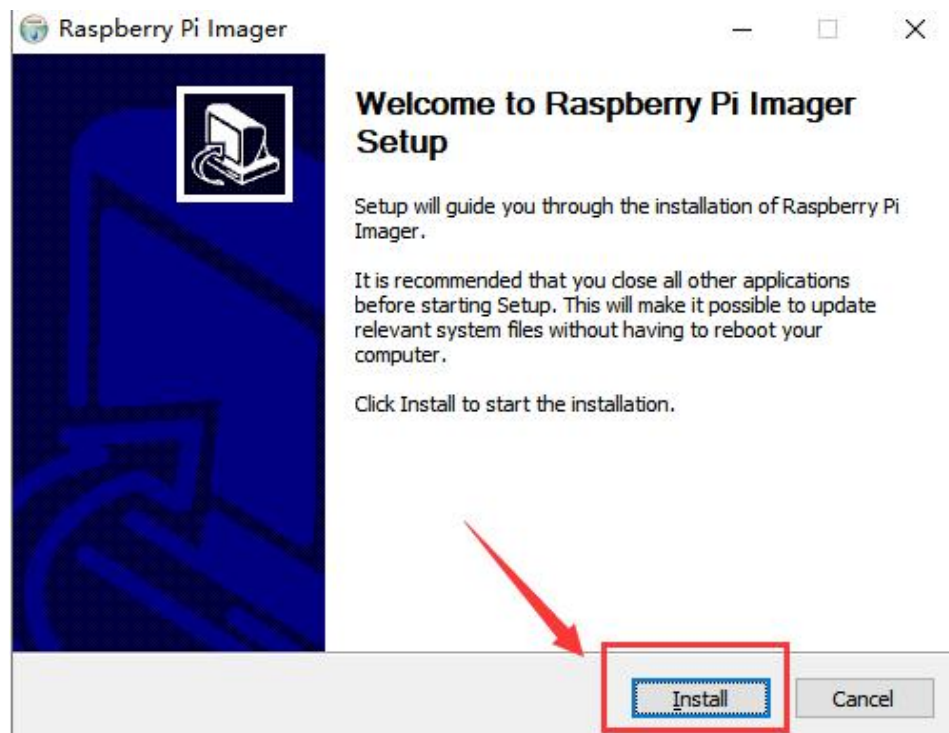 Raspberry Pi Imager
Welcome to Raspberry Pi Imager
Setup
Setup will guide you through the installation of Raspberry Pi
Imager.
It is recommended that you close all other applications
before starting Setup. This will make it possible to update
relevant system files without having to reboot your
computer.
Click Install to start the installation.
Install
Cancel